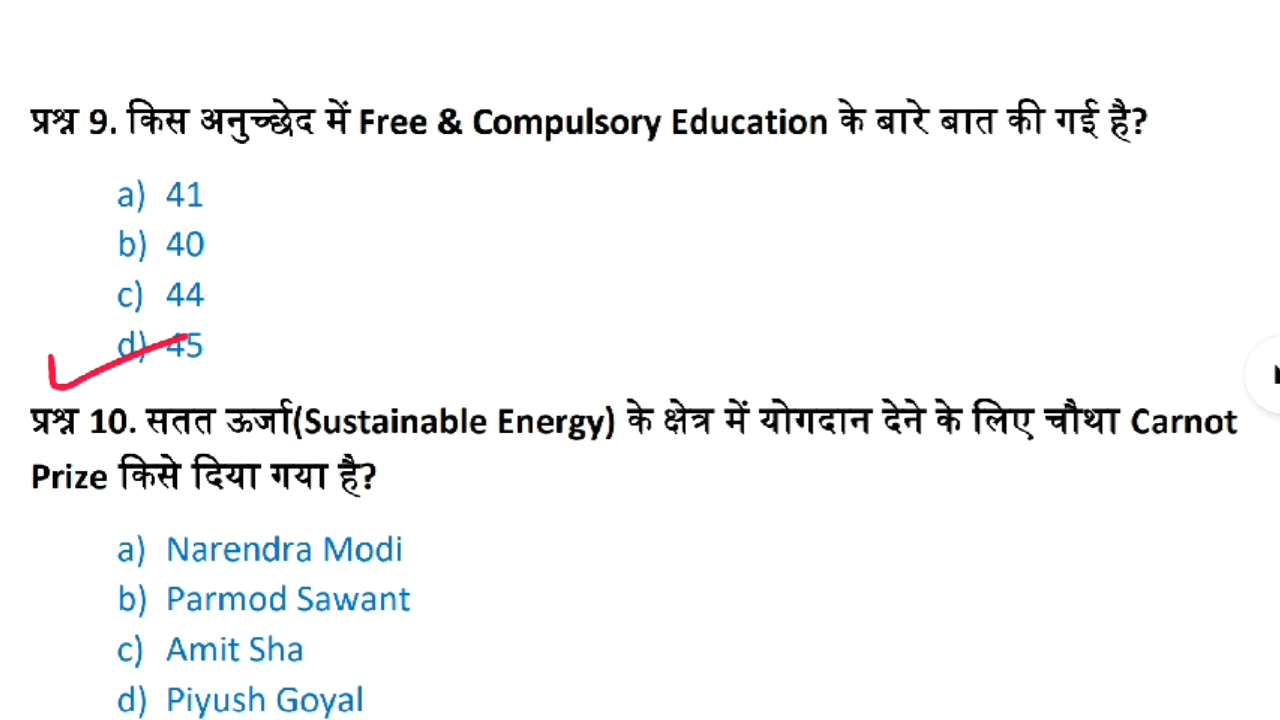 प्रश्न 9. किस अनुच्छेद में Free & Compulsory Education के बारे बात की गई है?
a) 41
b) 40
c) 44
d) 45
प्रश्न 10. सतत ऊर्जा(Sustainable Energy) के क्षेत्र में योगदान देने के लिए चौथा Carnot
Prize किसे दिया गया है?
a) Narendra Modi
b) Parmod Sawant
c) Amit Sha
d) Piyush Goyal